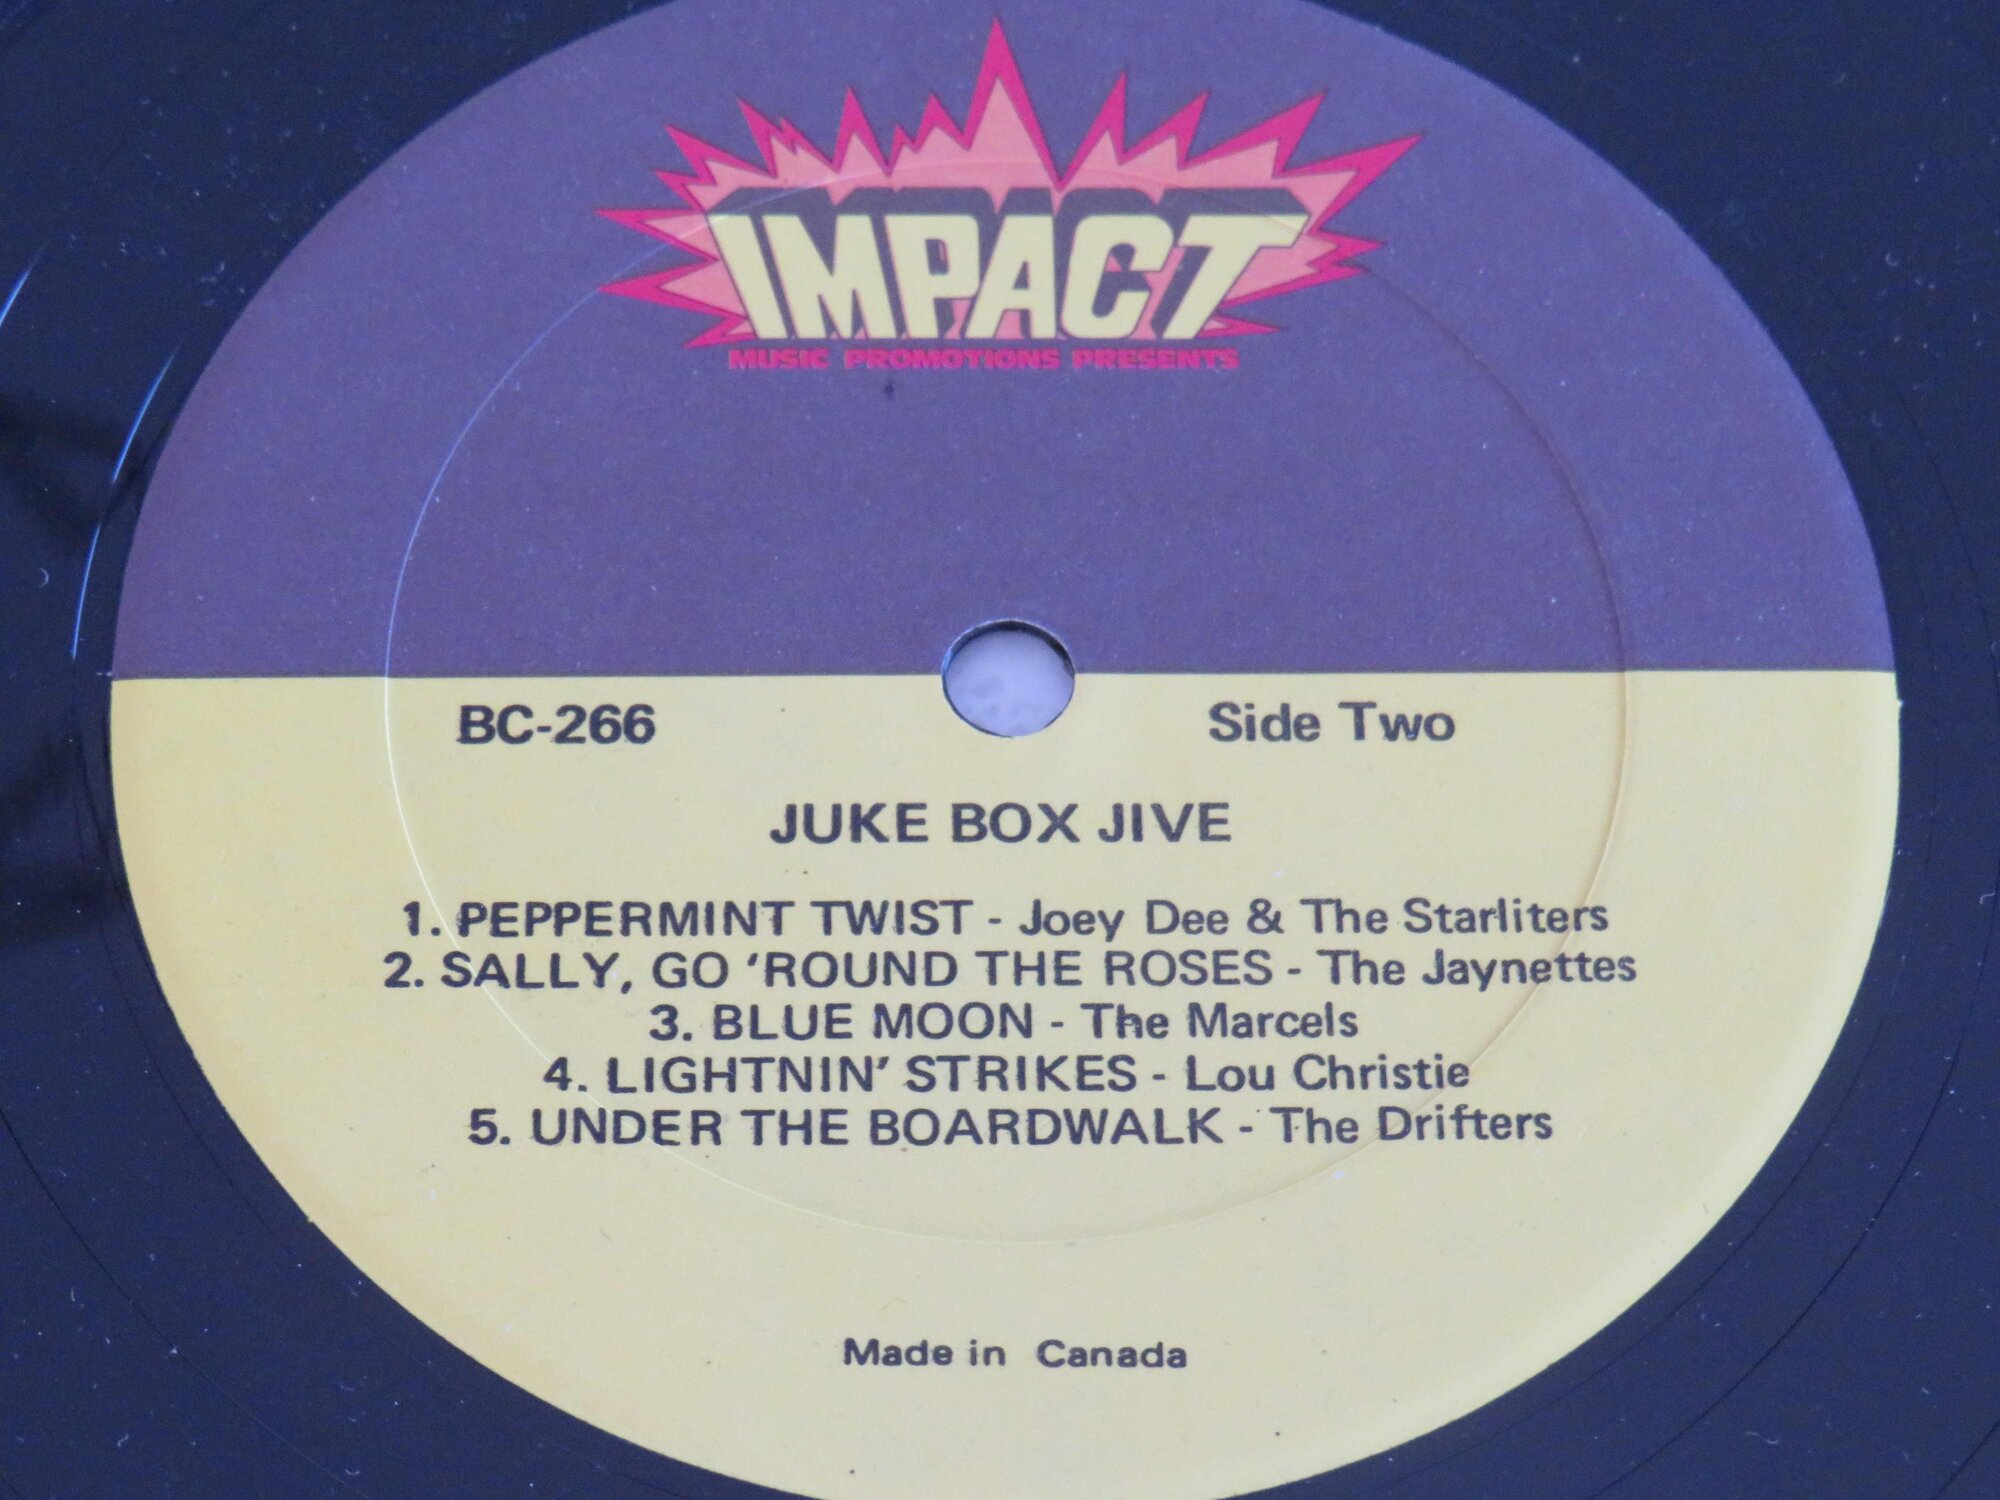 IMPACT
MUSIC PROMOTIONS PRESENTS
BC-266
Side Two
JUKE BOX JIVE
1. PEPPERMINT TWIST - Joey Dee & The Starliters
2. SALLY, GO 'ROUND THE ROSES - The Jaynettes
3. BLUE MOON - The Marcels
4. LIGHTNIN' STRIKES - Lou Christie
5. UNDER THE BOARDWALK - The Drifters
Made in Canada